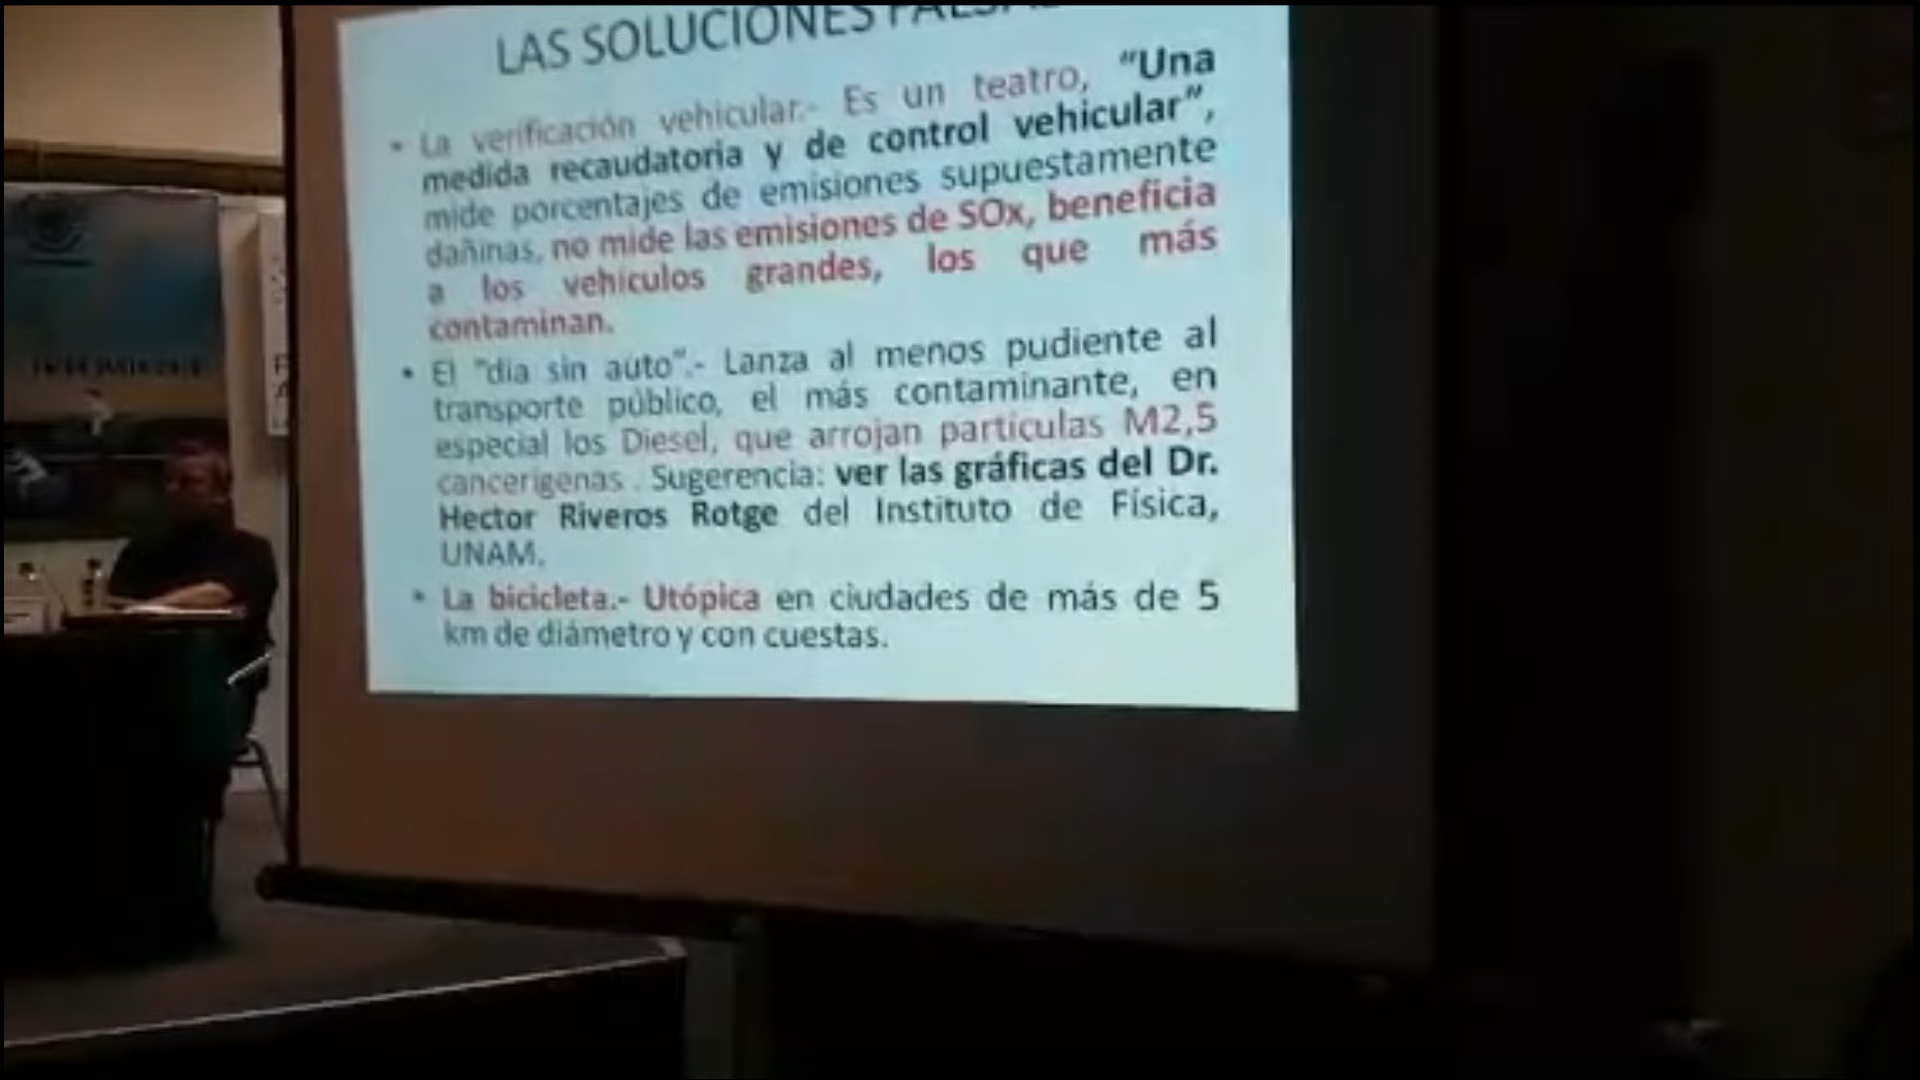 LAS SOLUCIONES FALSAS
• La verificación vehicular.- Es un teatro, “Una
medida recaudatoria y de control vehicular”,
mide porcentajes de emisiones supuestamente
dañinas, no mide las emisiones de SOx, beneficia
a los vehiculos grandes, los que más
contaminan.
• El "dia sin auto".- Lanza al menos pudiente al
transporte público, el más contaminante, en
especial los Diesel, que arrojan particulas M2,5
cancerigenas . Sugerencia: ver las gráficas del Dr.
Hector Riveros Rotge del Instituto de Física,
UNAM.
• La bicicleta.- Utópica en ciudades de más de 5
km de diámetro y con cuestas.